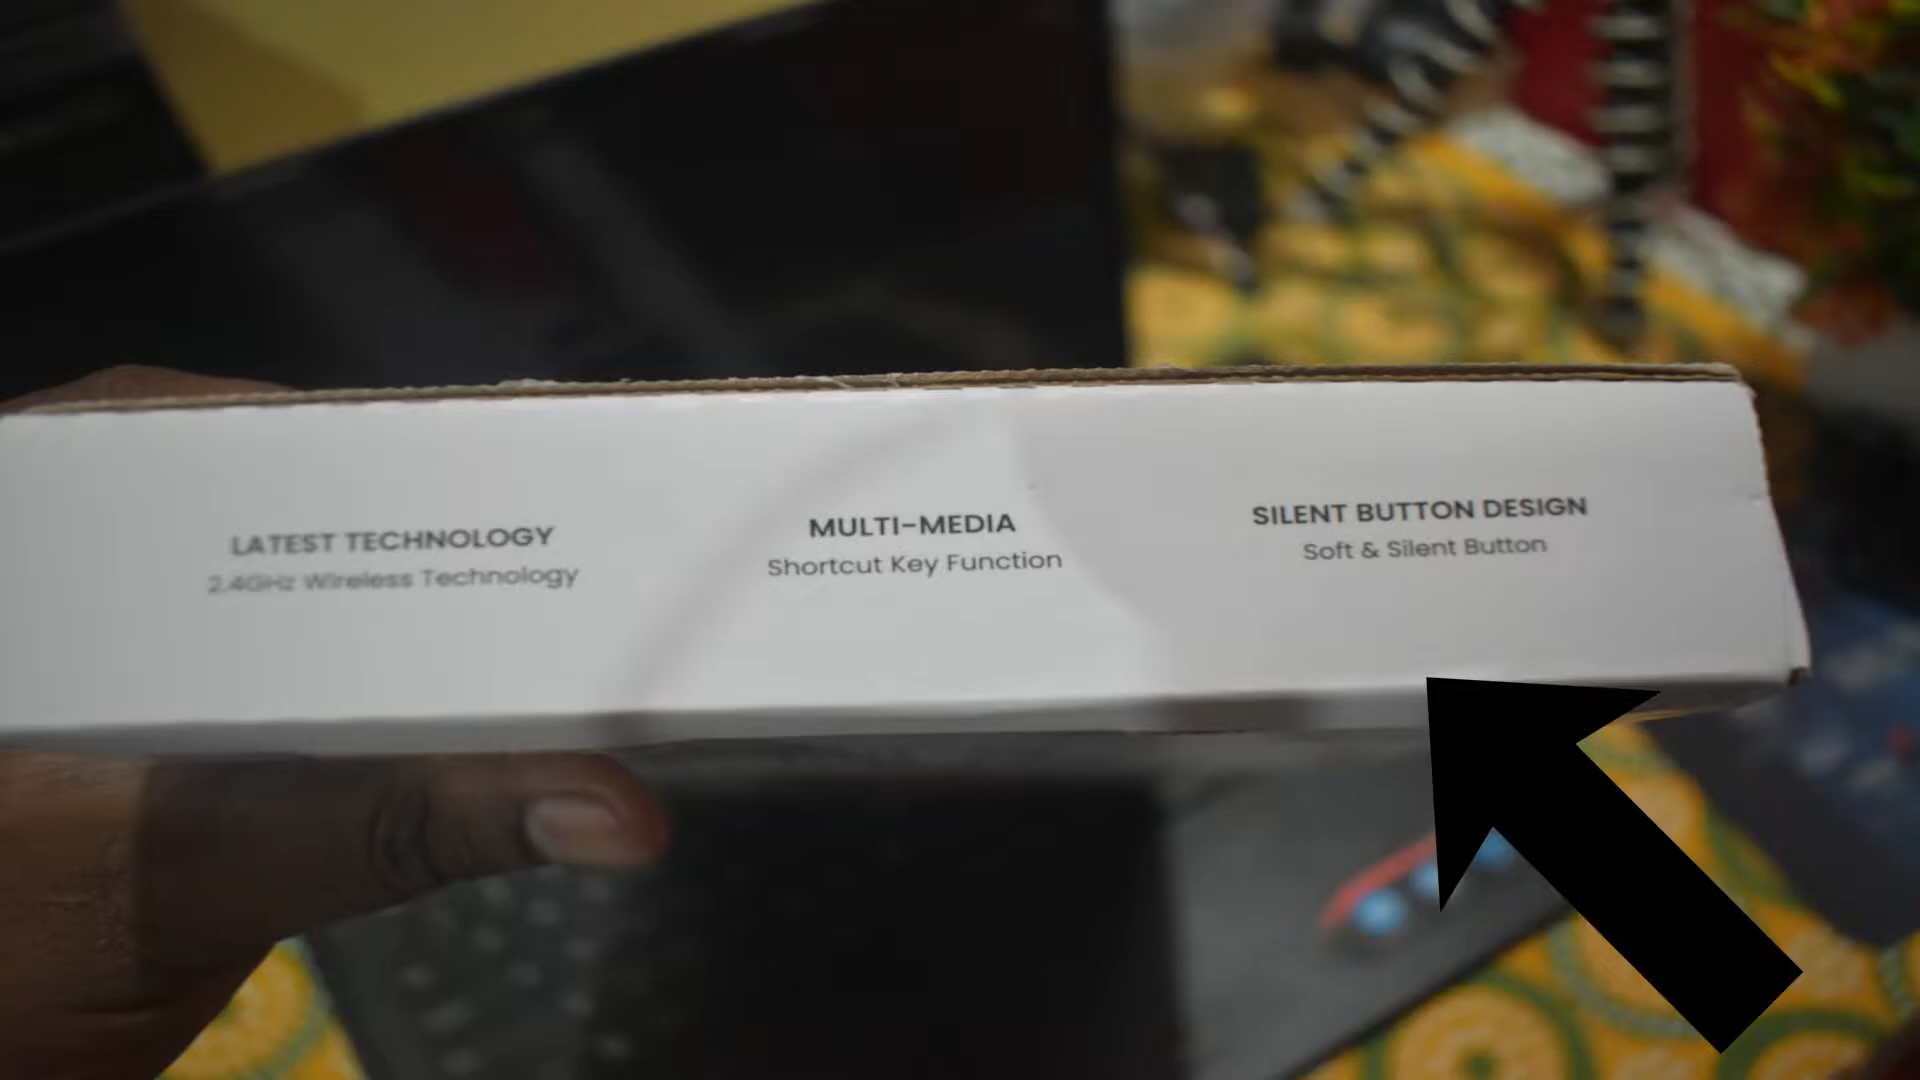 LATEST TECHNOLOGY
2.4GHz Wireless Technology
MULTI-MEDIA
Shortcut Key Function
SILENT BUTTON DESIGN
Soft & Silent Button